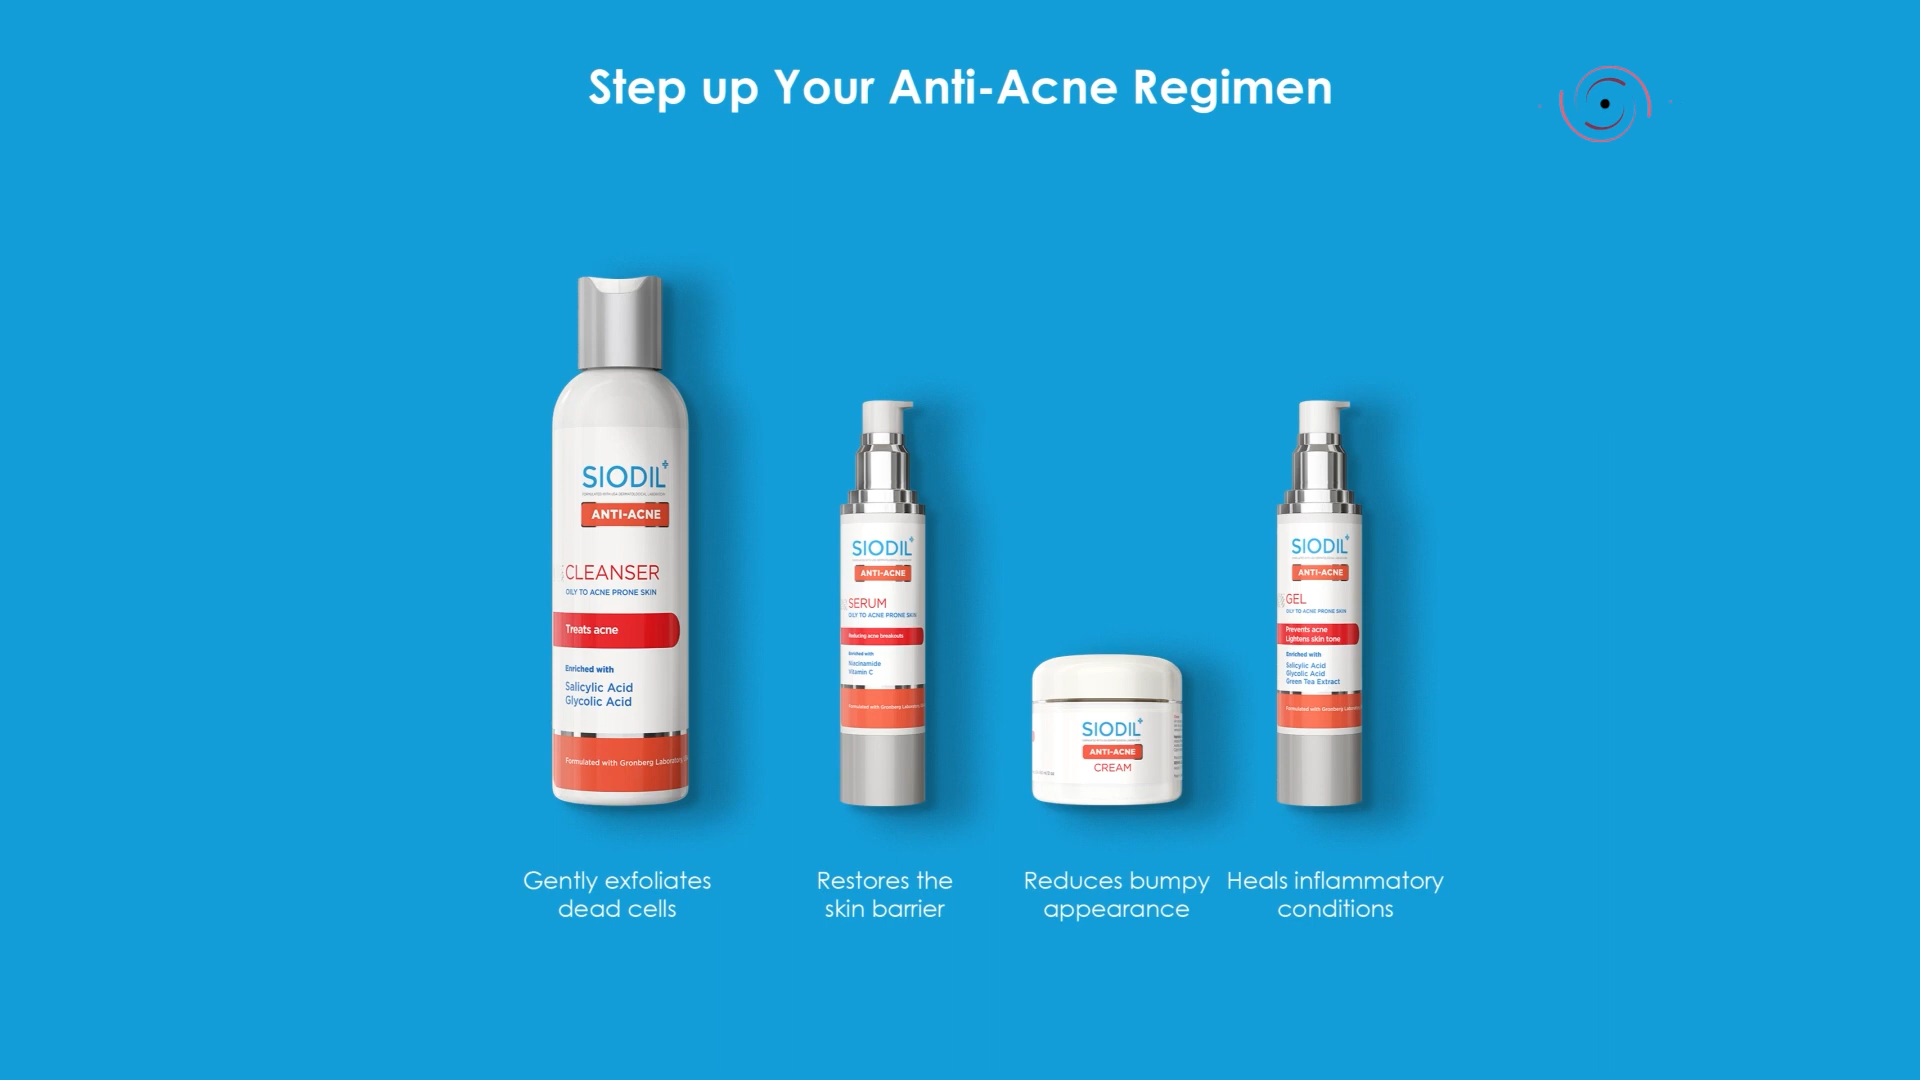 Step up Your Anti-Acne Regimen
SIODIL
ANTI-ACNE
CLEANSER
OILY TO ACNE PRONE SKIN
Treats acne
Enriched with
Salicylic Acid
Glycolic Acid
Formulated with Gronberg Laboratory
SIODIL
ANTI-ACNE
SERUM
OILY TO ACNE PRONE SKIN
Reducing acne breakouts
Enriched with
Niacinamide
Vitamin C
Formulated with Gronberg
SIODIL
ANTI-ACNE
CREAM
SIODIL
ANTI-ACNE
GEL
OILY TO ACNE PRONE SKIN
Prevents acne
Lightens skin tone
Enriched with
Salicylic Acid
Glycolic Acid
Green Tea Extract
Formulated with Gronberg
Gently exfoliates
dead cells
Restores the
skin barrier
Reduces bumpy
appearance
Heals inflammatory
conditions